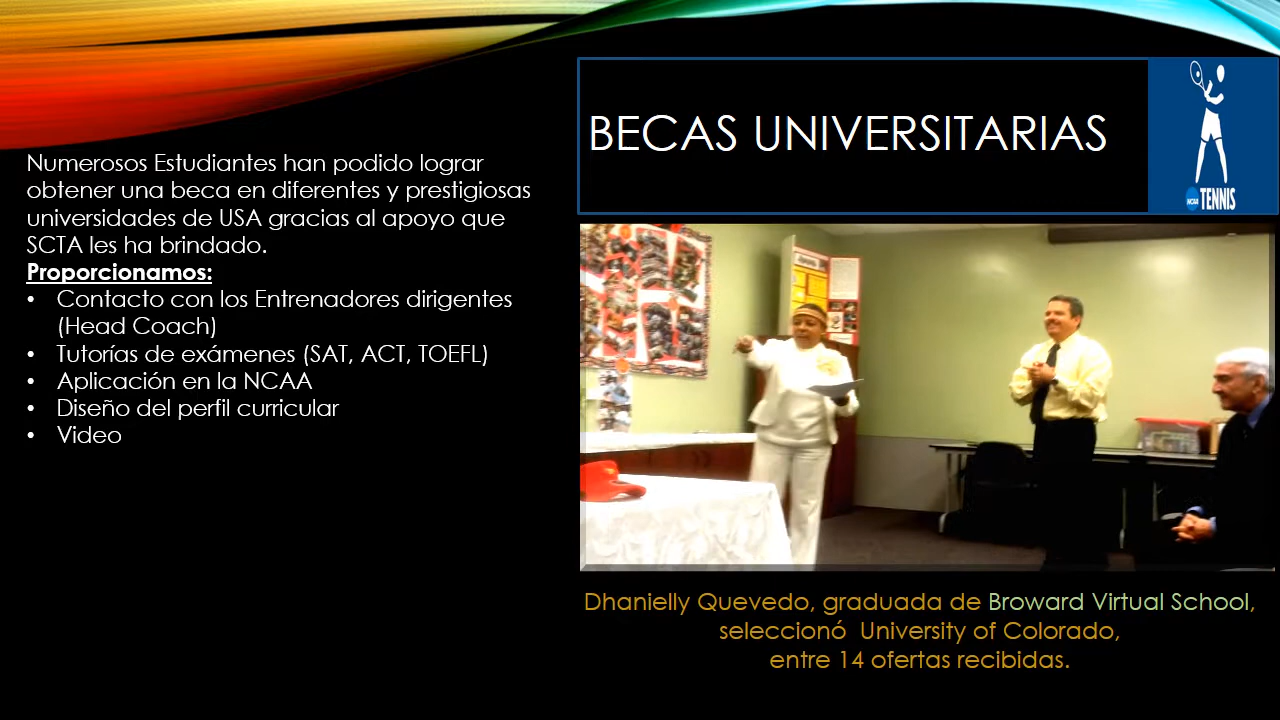 BECAS UNIVERSITARIAS
NCAA TENNIS
Numerosos Estudiantes han podido lograr
obtener una beca en diferentes y prestigiosas
universidades de USA gracias al apoyo que
SCTA les ha brindado.
Proporcionamos:
• Contacto con los Entrenadores dirigentes
(Head Coach)
• Tutorías de exámenes (SAT, ACT, TOEFL)
• Aplicación en la NCAA
• Diseño del perfil curricular
• Video
Dhanielly Quevedo, graduada de Broward Virtual School,
seleccionó  University of Colorado,
entre 14 ofertas recibidas.